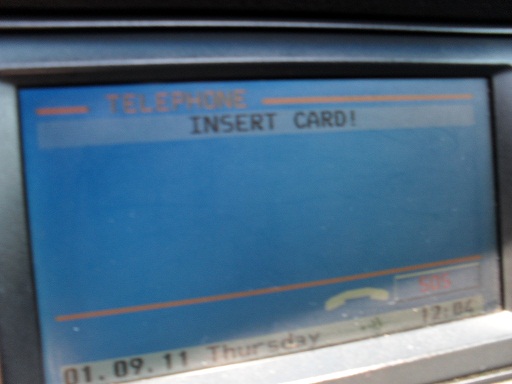 TELEPHONE
INSERT CARD!
SOS
01.09.11 Thursday 12:04